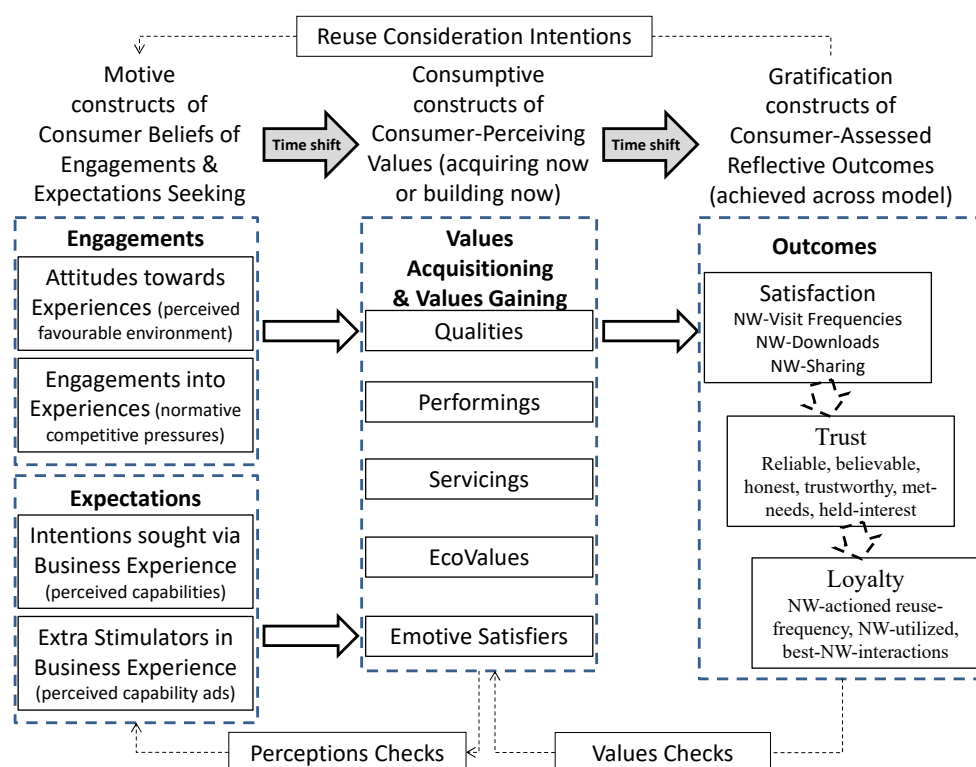 Reuse Consideration Intentions
Motive
constructs of
Consumer Beliefs of
Engagements &
Expectations Seeking
Time shift
Consumptive
constructs of
Consumer-Perceiving
Values (acquiring now
or building now)
Time shift
Gratification
constructs of
Consumer-Assessed
Reflective Outcomes
(achieved across model)
Engagements
Attitudes towards
Experiences (perceived
favourable environment)
Engagements into
Experiences (normative
competitive pressures)
Expectations
Intentions sought via
Business Experience
(perceived capabilities)
Extra Stimulators in
Business Experience
(perceived capability ads)
Values
Acquisitioning
& Values Gaining
Qualities
Performings
Servicings
EcoValues
Emotive Satisfiers
Outcomes
Satisfaction
NW-Visit Frequencies
NW-Downloads
NW-Sharing
Trust
Reliable, believable,
honest, trustworthy, met-
needs, held-interest
Loyalty
NW-actioned reuse-
frequency, NW-utilized,
best-NW-interactions
Perceptions Checks
Values Checks